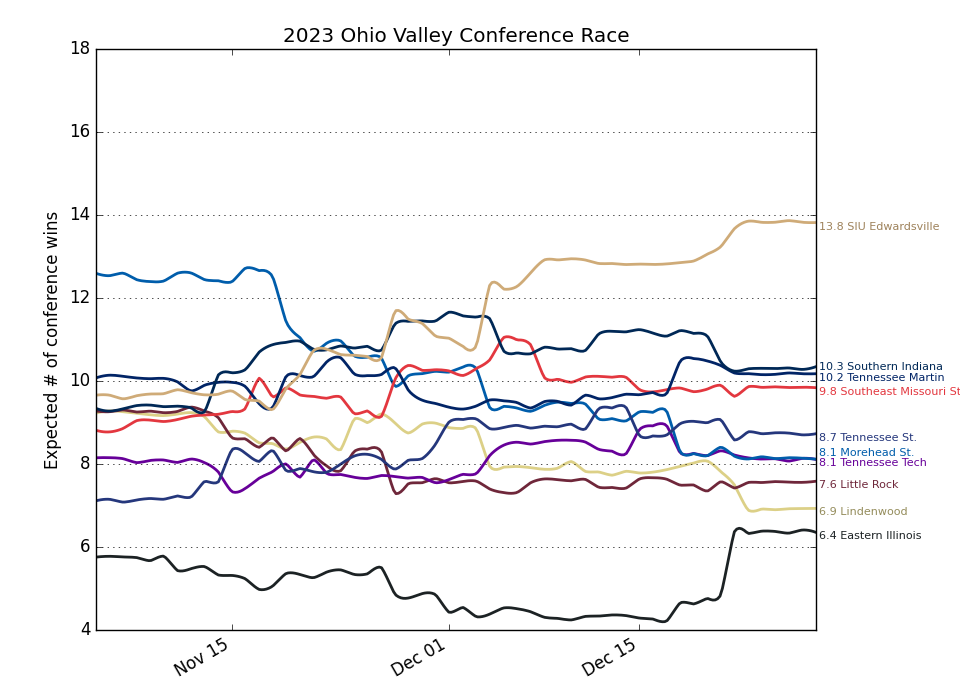 2023 Ohio Valley Conference Race
Expected # of conference wins
18
16
14
12
10
8
6
4
Nov 15
Dec 01
Dec 15
13.8 SIU Edwardsville
10.3 Southern Indiana
10.2 Tennessee Martin
9.8 Southeast Missouri St
8.7 Tennessee St.
8.1 Morehead St.
8.1 Tennessee Tech
7.6 Little Rock
6.9 Lindenwood
6.4 Eastern Illinois